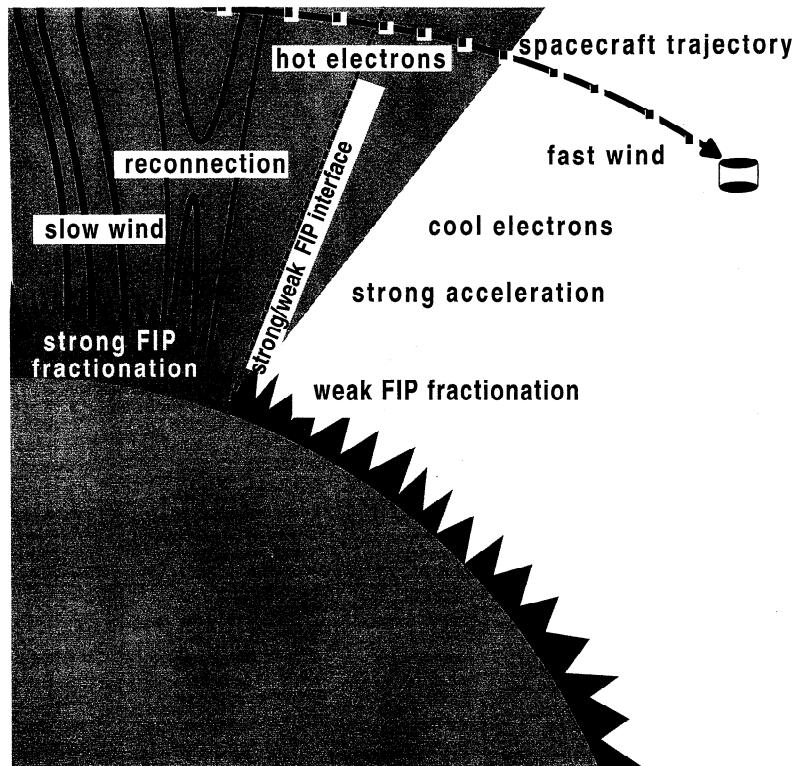 spacecraft trajectory
hot electrons
fast wind
reconnection
slow wind
cool electrons
strong/weak FIP interface
strong acceleration
strong FIP
fractionation
weak FIP fractionation